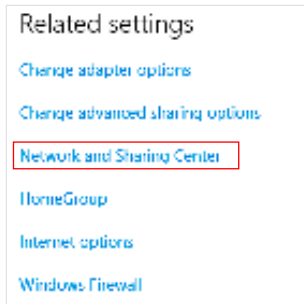 Related settings
Change adapter options
Change advanced sharing options
Network and Sharing Center
HomeGroup
Internet options
Windows Firewall